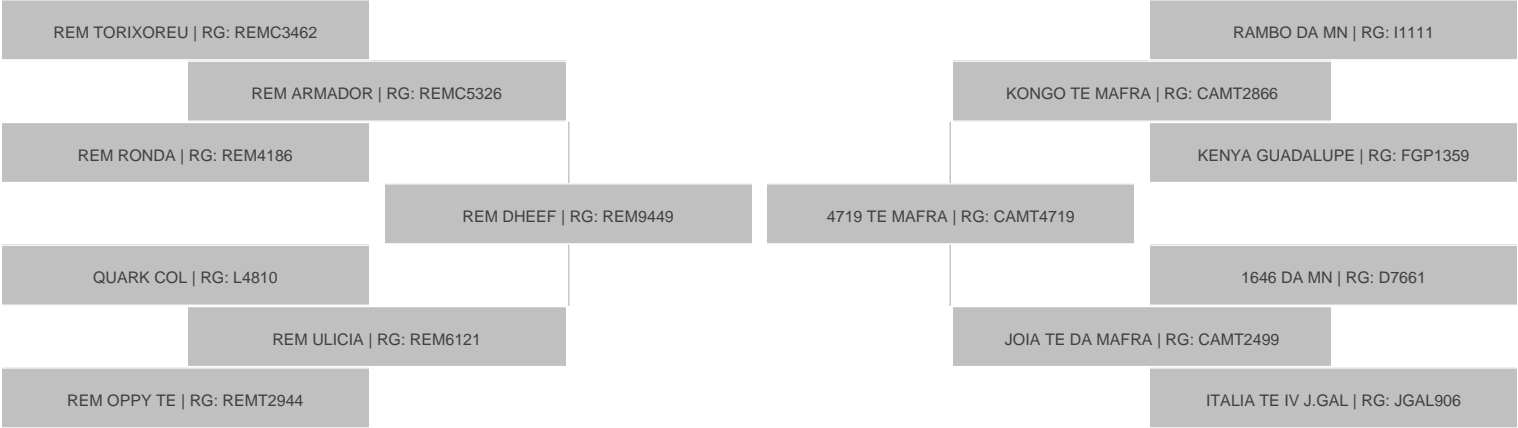 REM TORIXOREU | RG: REMC3462
RAMBO DA MN | RG: I1111
REM ARMADOR | RG: REMC5326
KONGO TE MAFRA | RG: CAMT2866
REM RONDA | RG: REM4186
KENYA GUADALUPE | RG: FGP1359
REM DHEEF | RG: REM9449
4719 TE MAFRA | RG: CAMT4719
QUARK COL | RG: L4810
1646 DA MN | RG: D7661
REM ULICIA | RG: REM6121
JOIA TE DA MAFRA | RG: CAMT2499
REM OPPY TE | RG: REMT2944
ITALIA TE IV J.GAL | RG: JGAL906